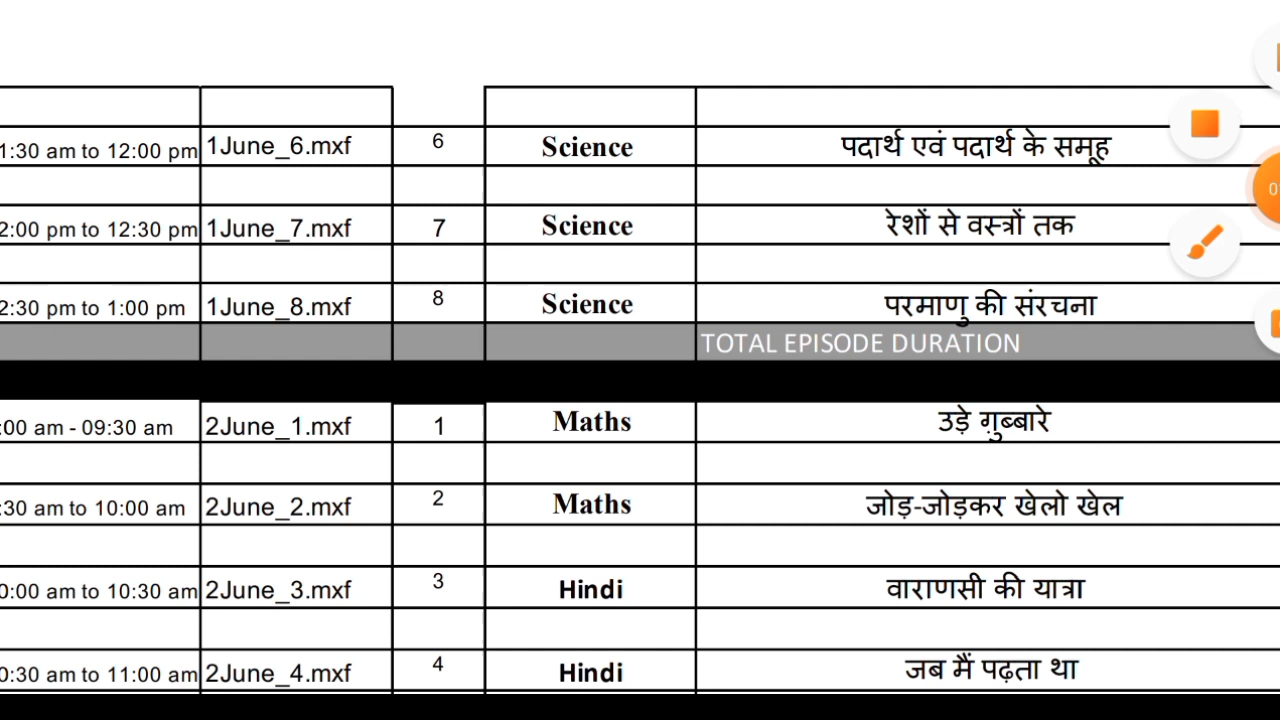 1:30 am to 12:00 pm 1June_6.mxf 6 Science पदार्थ एवं पदार्थ के समूह
2:00 pm to 12:30 pm 1June_7.mxf 7 Science रेशों से वस्त्रों तक
2:30 pm to 1:00 pm 1June_8.mxf 8 Science परमाणु की संरचना
TOTAL EPISODE DURATION
:00 am - 09:30 am 2June_1.mxf 1 Maths उड़े ग़ुब्बारे
:30 am to 10:00 am 2June_2.mxf 2 Maths जोड़-जोड़कर खेलो खेल
0:00 am to 10:30 am 2June_3.mxf 3 Hindi वाराणसी की यात्रा
0:30 am to 11:00 am 2June_4.mxf 4 Hindi जब मैं पढ़ता था